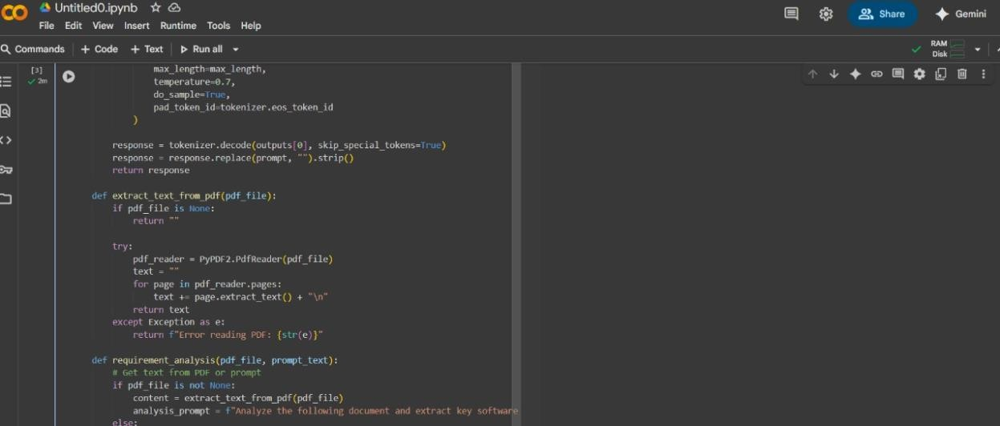 CO
Untitled0.ipynb
File Edit View Insert Runtime Tools Help
Share
Gemini
Commands + Code + Text Run all
RAM
Disk
[3]
2m
max_length=max_length,
temperature=0.7,
do_sample=True,
pad_token_id=tokenizer.eos_token_id
)
response = tokenizer.decode(outputs[0], skip_special_tokens=True)
response = response.replace(prompt, "").strip()
return response
def extract_text_from_pdf(pdf_file):
if pdf_file is None:
return ""
try:
pdf_reader = PyPDF2.PdfReader(pdf_file)
text = ""
for page in pdf_reader.pages:
text += page.extract_text() + "\n"
return text
except Exception as e:
return f"Error reading PDF: {str(e)}"
def requirement_analysis(pdf_file, prompt_text):
# Get text from PDF or prompt
if pdf_file is not None:
content = extract_text_from_pdf(pdf_file)
analysis_prompt = f"Analyze the following document and extract key software
else: